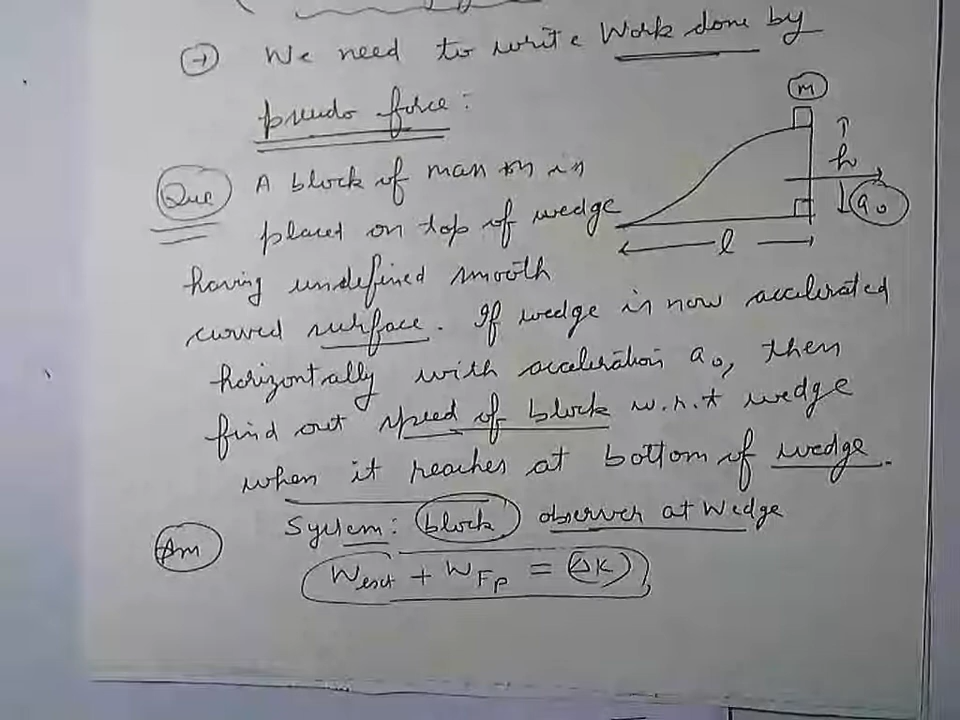 → We need to write Work done by
pseudo force:
m
h
a₀
l
Que A block of mass m is
placed on top of wedge
having undefined smooth
curved surface. If wedge is now accelerated
horizontally with acceleration a₀, then
find out speed of block w.r.t wedge
when it reaches at bottom of wedge.
Ans System: block observer at wedge
W_ext + W_Fp = ΔK,